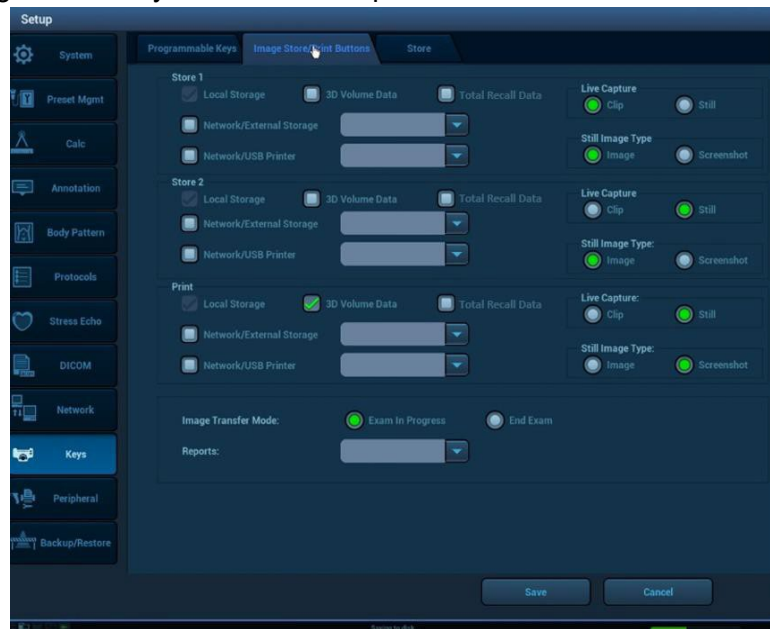 Setup
System
Preset Mgmt
Calc
Annotation
Body Pattern
Protocols
Stress Echo
DICOM
Network
Keys
Peripheral
Backup/Restore
Programmable Keys Image Store/Print Buttons Store
Store 1
Local Storage 3D Volume Data Total Recall Data
Network/External Storage
Network/USB Printer
Live Capture
Clip Still
Still Image Type
Image Screenshot
Store 2
Local Storage 3D Volume Data Total Recall Data
Network/External Storage
Network/USB Printer
Live Capture
Clip Still
Still Image Type:
Image Screenshot
Print
Local Storage 3D Volume Data Total Recall Data
Network/External Storage
Network/USB Printer
Live Capture:
Clip Still
Still Image Type:
Image Screenshot
Image Transfer Mode: Exam In Progress End Exam
Reports:
Save Cancel